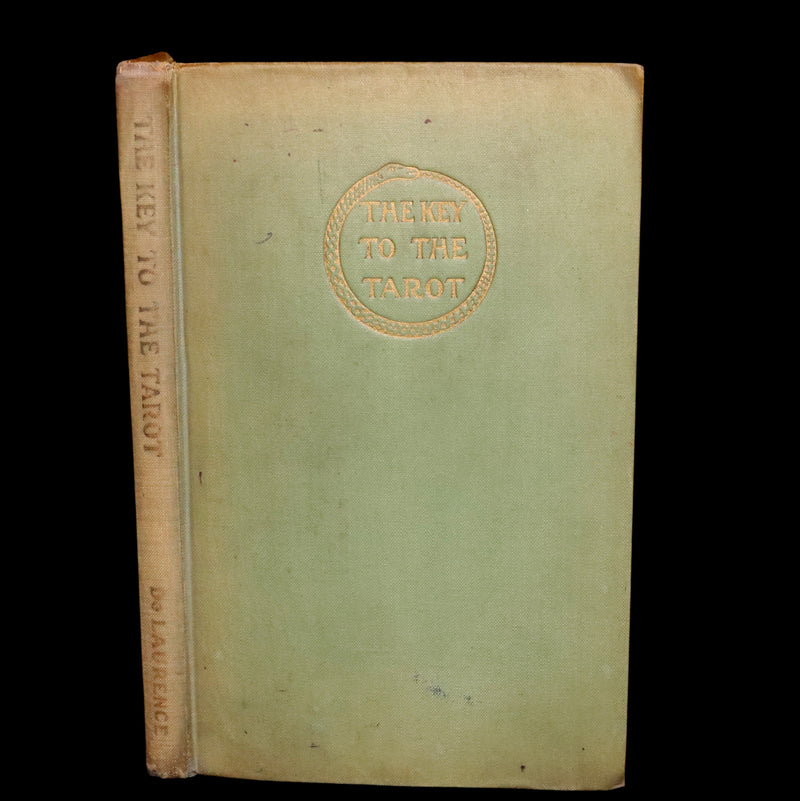 THE KEY TO THE TAROT
De LAURENCE
THE KEY
TO THE
TAROT